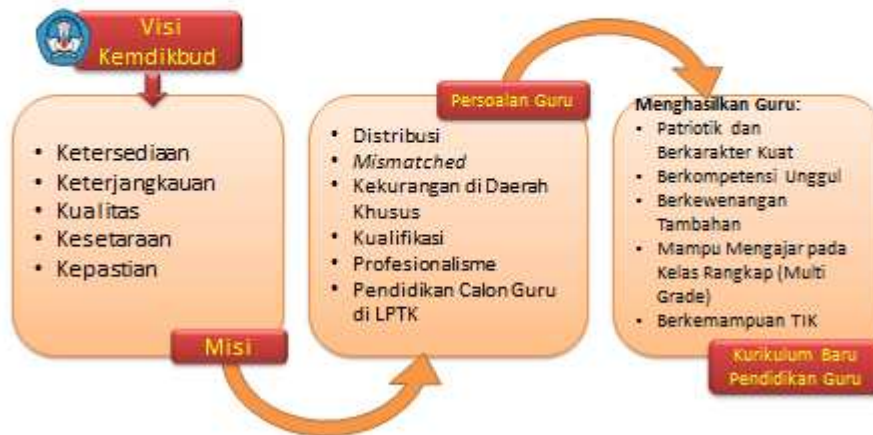 Visi
Kemdikbud
• Ketersediaan
• Keterjangkauan
• Kualitas
• Kesetaraan
• Kepastian
Misi
Persoalan Guru
• Distribusi
• Mismatched
• Kekurangan di Daerah
Khusus
• Kualifikasi
• Profesionalisme
• Pendidikan Calon Guru
di LPTK
Menghasilkan Guru:
• Patriotik dan
Berkarakter Kuat
• Berkompetensi Unggul
• Berkewenangan
Tambahan
• Mampu Mengajar pada
Kelas Rangkap (Multi
Grade)
• Berkemampuan TIK
Kurikulum Baru
Pendidikan Guru